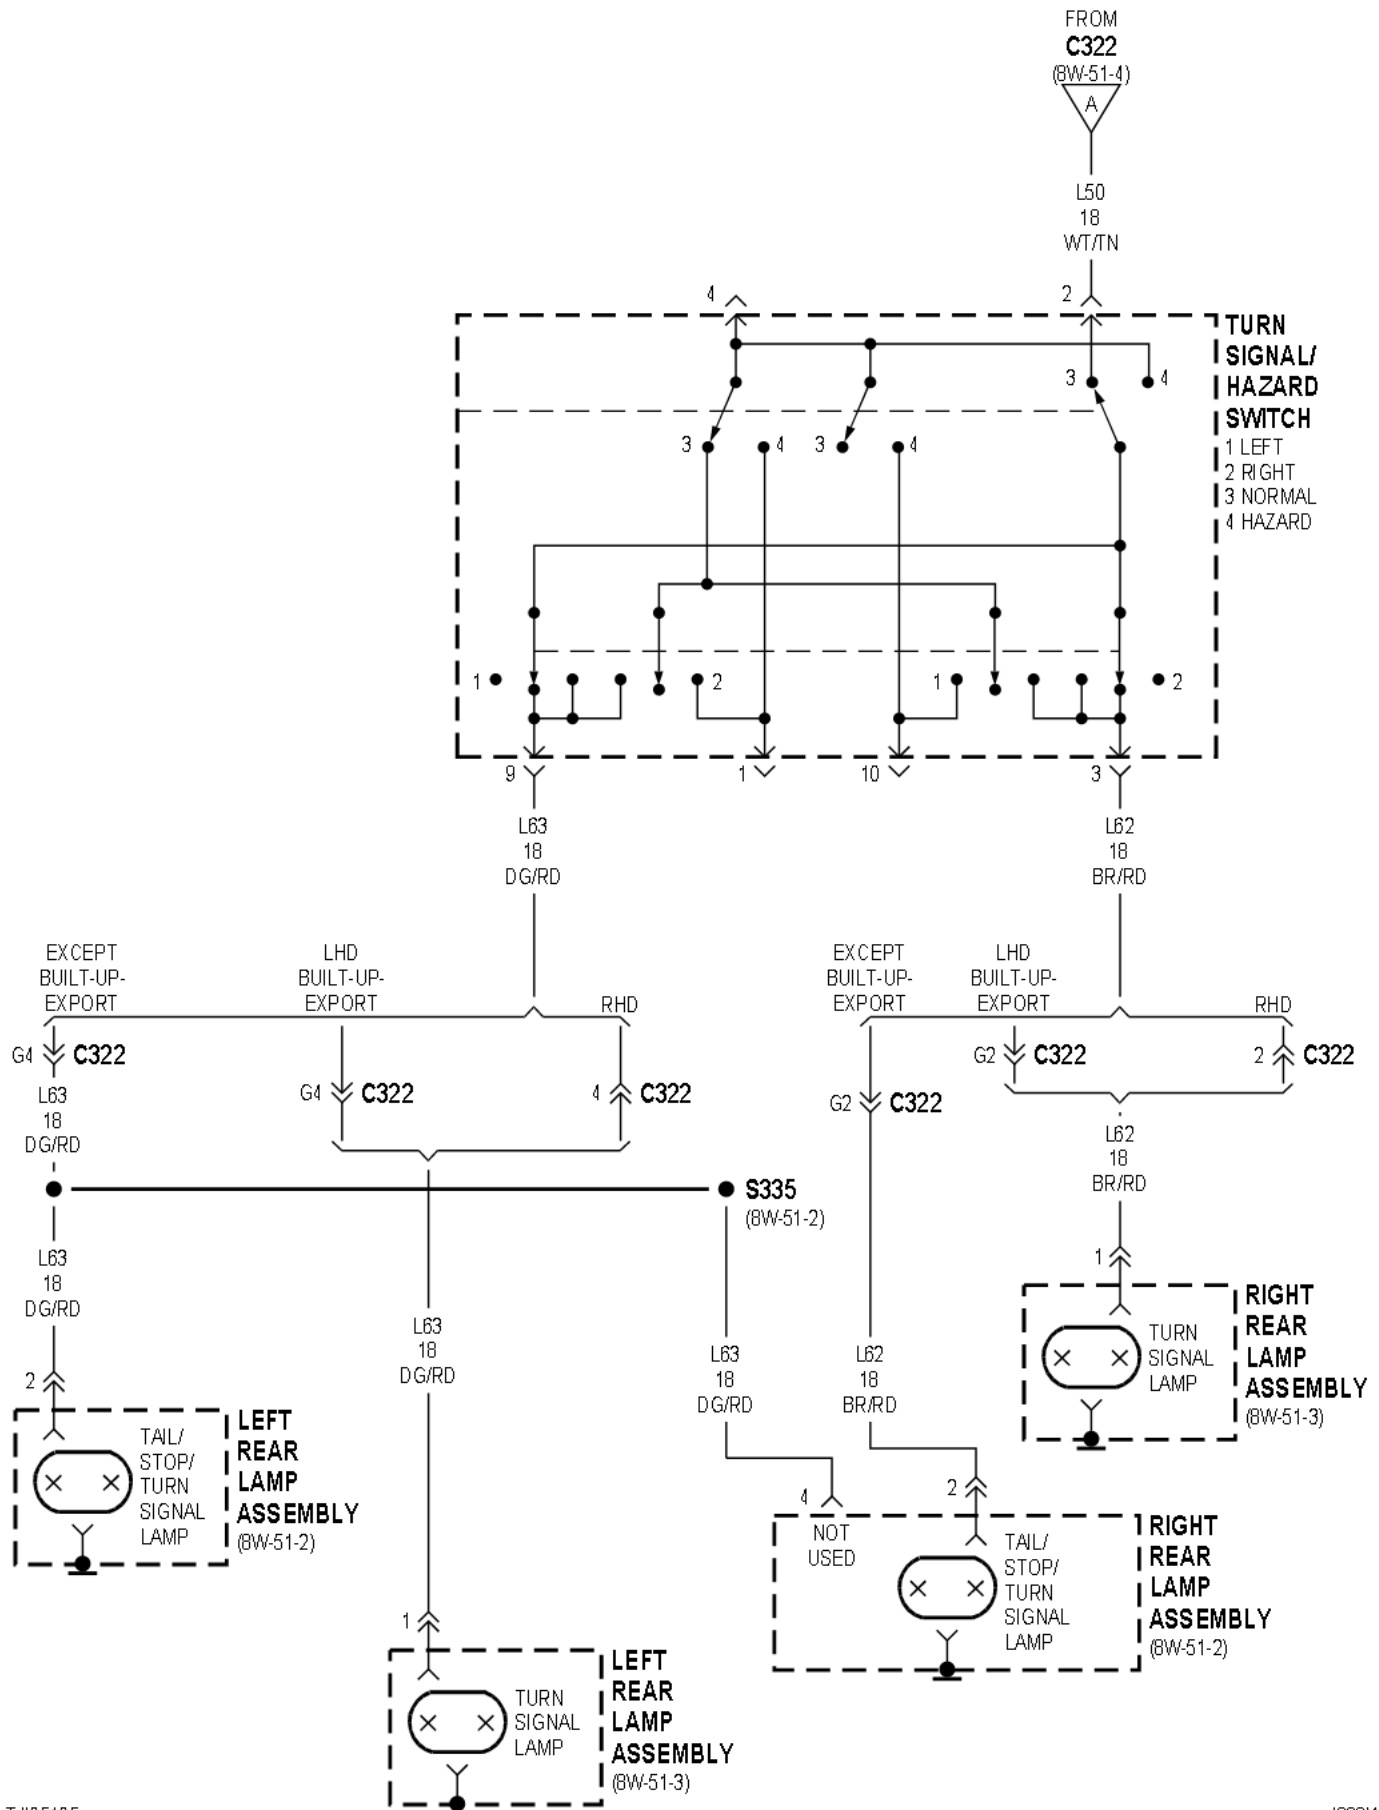 FROM
C322
(8W-51-4)
A
L50
18
WT/TN
4
2
TURN
SIGNAL/
HAZARD
SWITCH
1 LEFT
2 RIGHT
3 NORMAL
4 HAZARD
3
4
3
4
3
4
1
2
1
2
9
1
10
3
L63
18
DG/RD
L62
18
BR/RD
EXCEPT
BUILT-UP-
EXPORT
LHD
BUILT-UP-
EXPORT
RHD
EXCEPT
BUILT-UP-
EXPORT
LHD
BUILT-UP-
EXPORT
RHD
G4
C322
G4
C322
4
C322
G2
C322
G2
C322
2
C322
L63
18
DG/RD
L62
18
BR/RD
S335
(8W-51-2)
L63
18
DG/RD
L63
18
DG/RD
L63
18
DG/RD
L62
18
BR/RD
1
RIGHT
REAR
LAMP
ASSEMBLY
(8W-51-3)
TURN
SIGNAL
LAMP
2
LEFT
REAR
LAMP
ASSEMBLY
(8W-51-2)
TAIL/
STOP/
TURN
SIGNAL
LAMP
4
2
NOT
USED
TAIL/
STOP/
TURN
SIGNAL
LAMP
RIGHT
REAR
LAMP
ASSEMBLY
(8W-51-2)
1
TURN
SIGNAL
LAMP
LEFT
REAR
LAMP
ASSEMBLY
(8W-51-3)